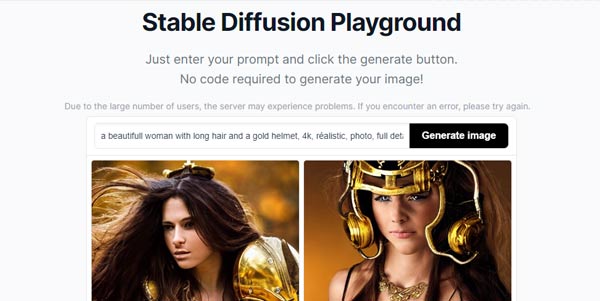 Stable Diffusion Playground
Just enter your prompt and click the generate button.
No code required to generate your image!
Due to the large number of users, the server may experience problems. If you encounter an error, please try again.
a beautifull woman with long hair and a gold helmet, 4k, réalistic, photo, full deta
Generate image